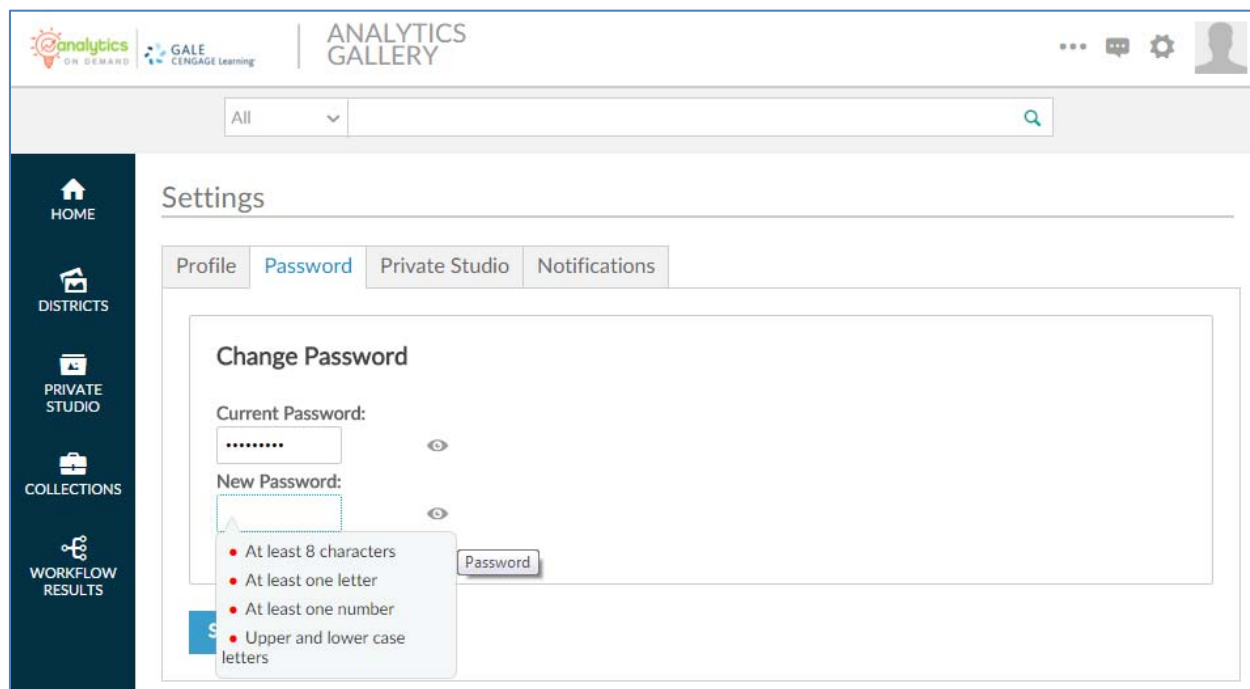 analytics
ON DEMAND
GALE
CENGAGE Learning
ANALYTICS
GALLERY
All
HOME
DISTRICTS
PRIVATE
STUDIO
COLLECTIONS
WORKFLOW
RESULTS
Settings
Profile Password Private Studio Notifications
Change Password
Current Password:
•••••••••
New Password:
• At least 8 characters
• At least one letter
• At least one number
• Upper and lower case
letters
Password
S